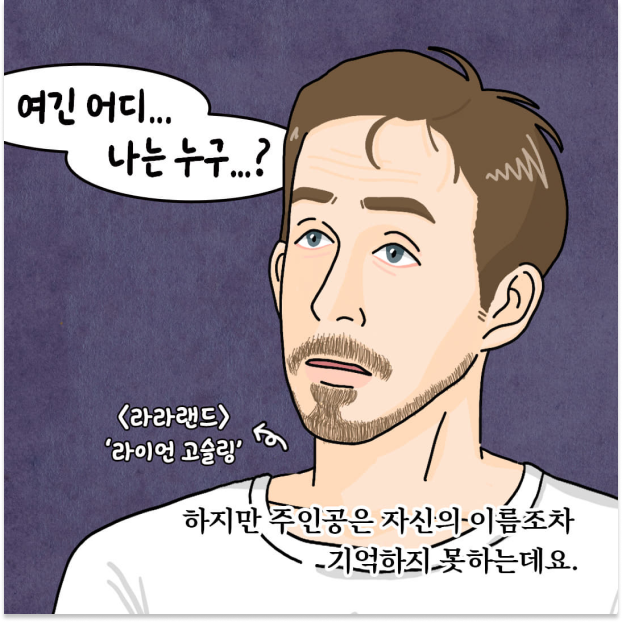 여긴 어디...
나는 누구...?
<라라랜드>
'라이언 고슬링'
하지만 주인공은 자신의 이름조차
기억하지 못하는데요.